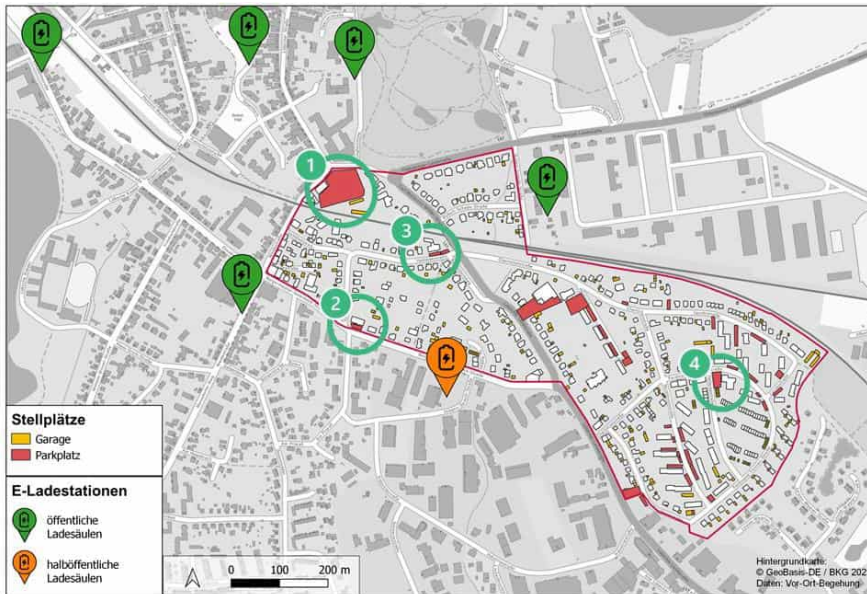 1
3
2
4
Stellplätze
Garage
Parkplatz
E-Ladestationen
öffentliche
Ladesäulen
halböffentliche
Ladesäulen
0 100 200 m
Hintergrundkarte:
© GeoBasis-DE / BKG 202
Daten: Vor-Ort-Begehung